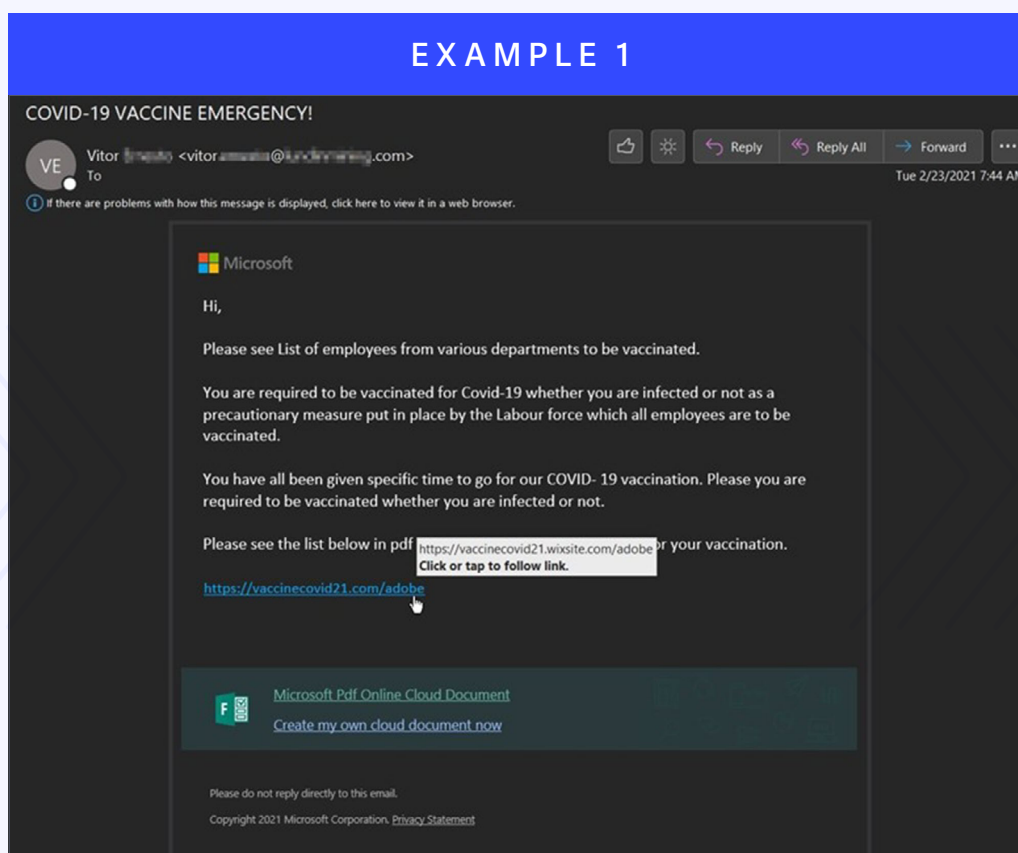 EXAMPLE 1
COVID-19 VACCINE EMERGENCY!
VE
Vitor <vitor @ .com>
To
Reply
Reply All
Forward
Tue 2/23/2021 7:44 AM
If there are problems with how this message is displayed, click here to view it in a web browser.
Microsoft
Hi,
Please see List of employees from various departments to be vaccinated.
You are required to be vaccinated for Covid-19 whether you are infected or not as a
precautionary measure put in place by the Labour force which all employees are to be
vaccinated.
You have all been given specific time to go for our COVID- 19 vaccination. Please you are
required to be vaccinated whether you are infected or not.
Please see the list below in pdf r your vaccination.
https://vaccinecovid21.wixsite.com/adobe
Click or tap to follow link.
https://vaccinecovid21.com/adobe
F
Microsoft Pdf Online Cloud Document
Create my own cloud document now
Please do not reply directly to this email.
Copyright 2021 Microsoft Corporation. Privacy Statement